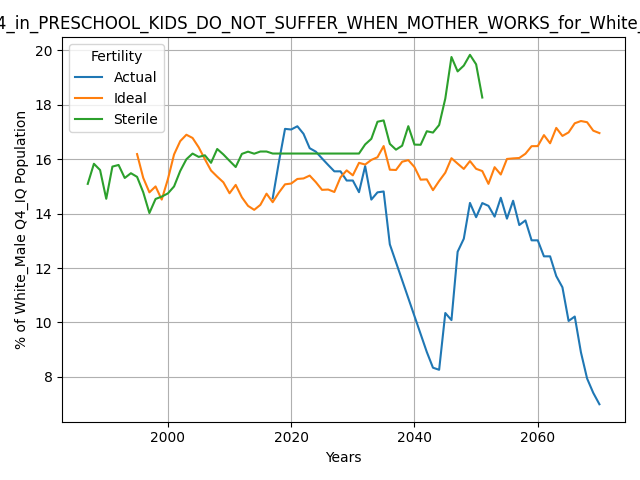 4_in_PRESCHOOL_KIDS_DO_NOT_SUFFER_WHEN_MOTHER_WORKS_for_White_
20
18
16
14
12
10
8
% of White_Male Q4_IQ Population
Fertility
Actual
Ideal
Sterile
2000
2020
2040
2060
Years